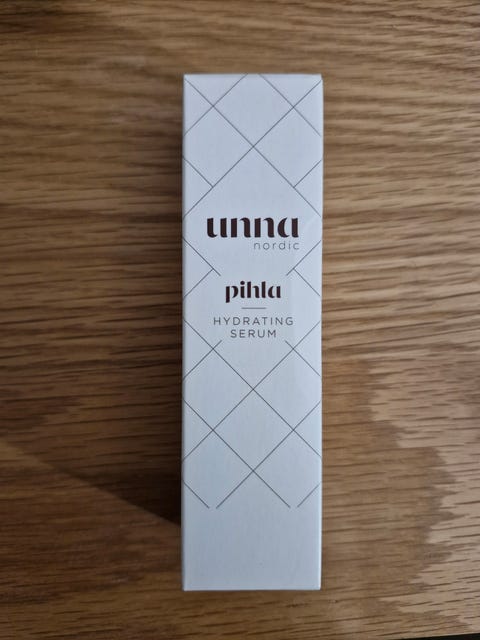 unna
nordic
pihla
HYDRATING
SERUM